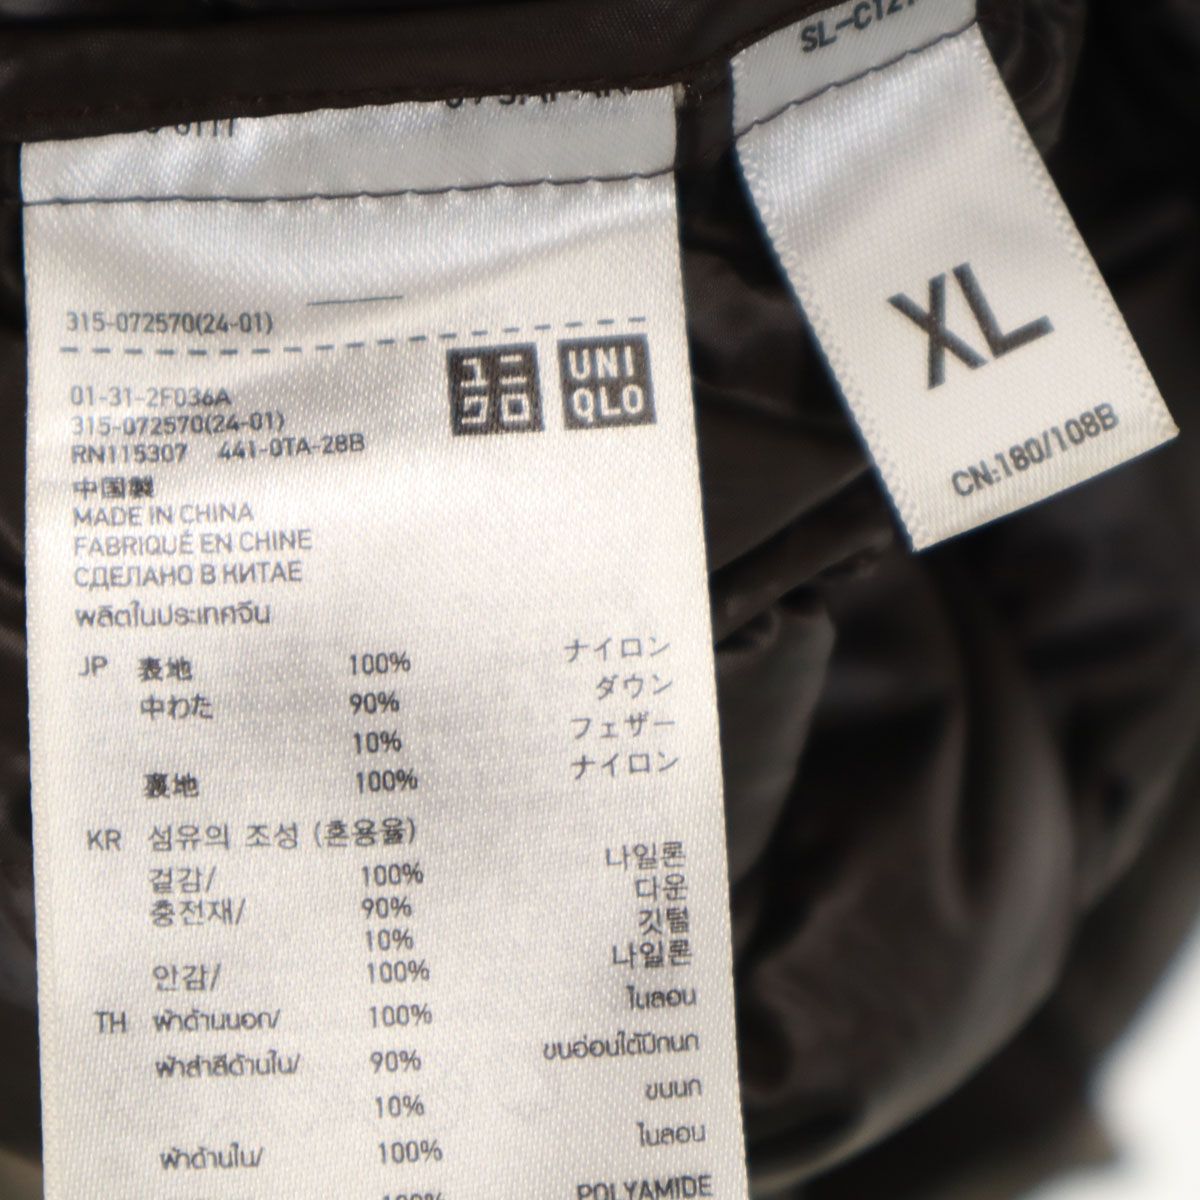 SL-C121
XL
CN:180/108B
315-072570(24-01)
ユニクロ
UNIQLO
01-31-2F036A
315-072570(24-01)
RN115307 441-0TA-28B
中国製
MADE IN CHINA
FABRIQUÉ EN CHINE
СДЕЛАНО В КИТАЕ
ผลิตในประเทศจีน
JP 表地 100% ナイロン
中わた 90% ダウン
10% フェザー
裏地 100% ナイロン
KR 섬유의 조성 (혼용율)
겉감/ 100% 나일론
충전재/ 90% 다운
10% 깃털
안감/ 100% 나일론
TH ผ้าด้านนอก/ 100% ไนลอน
ผ้าสำลีด้านใน/ 90% ขนอ่อนใต้ปีกนก
10% ขนนก
ผ้าด้านใน/ 100% ไนลอน
100% POLYAMIDE